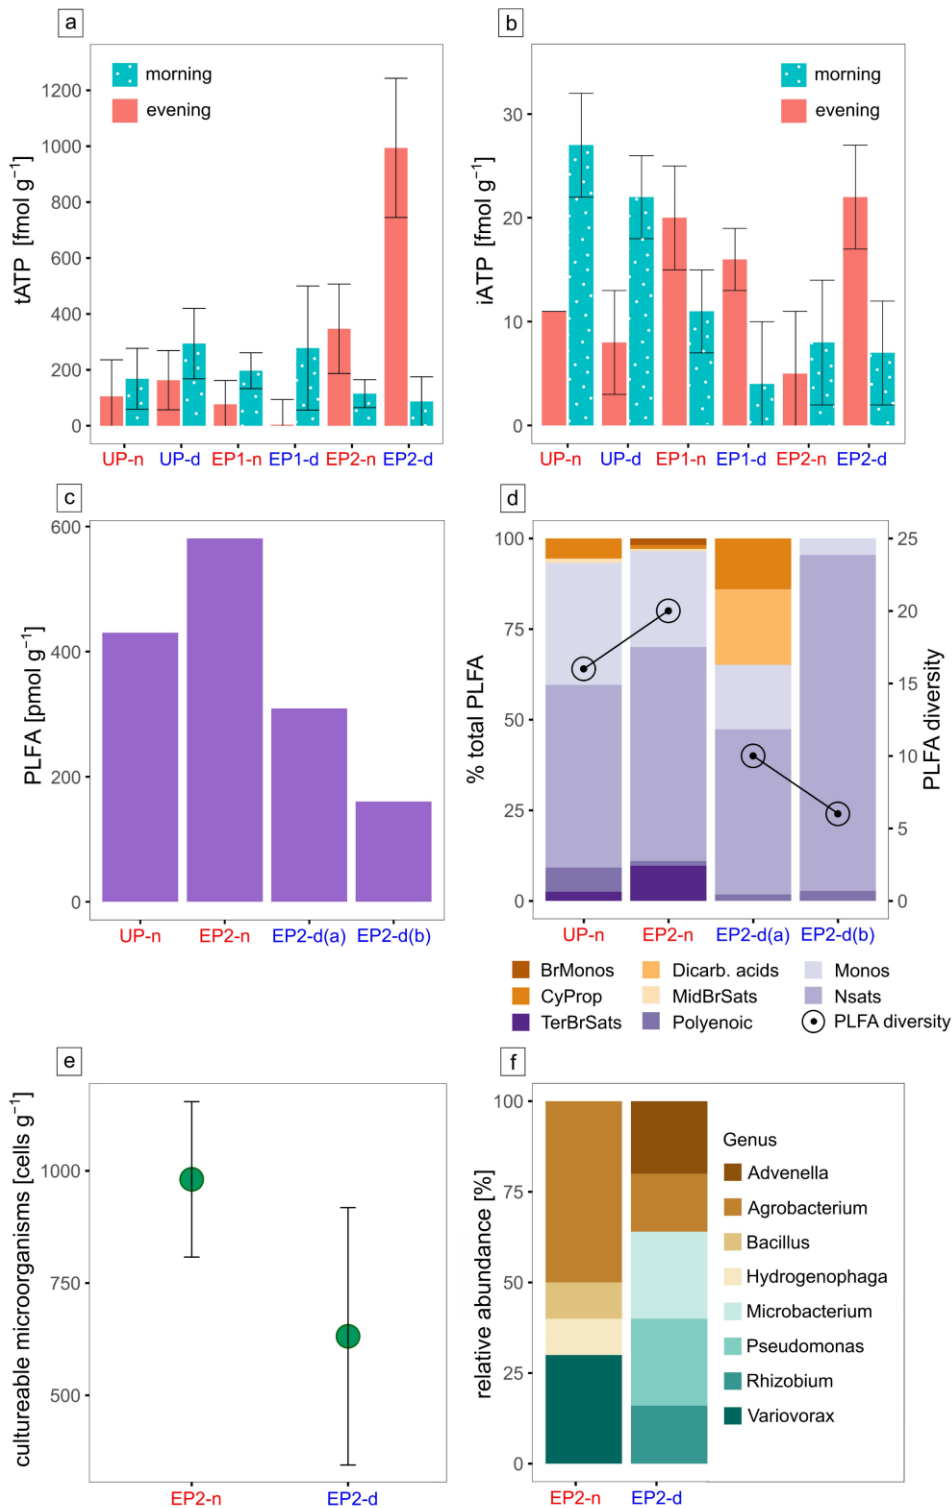 a
morning
evening
tATP [fmol g⁻¹]
1200
1000
800
600
400
200
0
UP-n UP-d EP1-n EP1-d EP2-n EP2-d
b
morning
evening
iATP [fmol g⁻¹]
30
20
10
0
UP-n UP-d EP1-n EP1-d EP2-n EP2-d
c
PLFA [pmol g⁻¹]
600
400
200
0
UP-n EP2-n EP2-d(a) EP2-d(b)
d
% total PLFA
100
75
50
25
0
PLFA diversity
25
20
15
10
5
0
UP-n EP2-n EP2-d(a) EP2-d(b)
BrMonos Dicarb. acids Monos
CyProp MidBrSats Nsats
TerBrSats Polyenoic PLFA diversity
e
cultureable microorganisms [cells g⁻¹]
1000
750
500
EP2-n EP2-d
f
relative abundance [%]
100
75
50
25
0
EP2-n EP2-d
Genus
Advenella
Agrobacterium
Bacillus
Hydrogenophaga
Microbacterium
Pseudomonas
Rhizobium
Variovorax